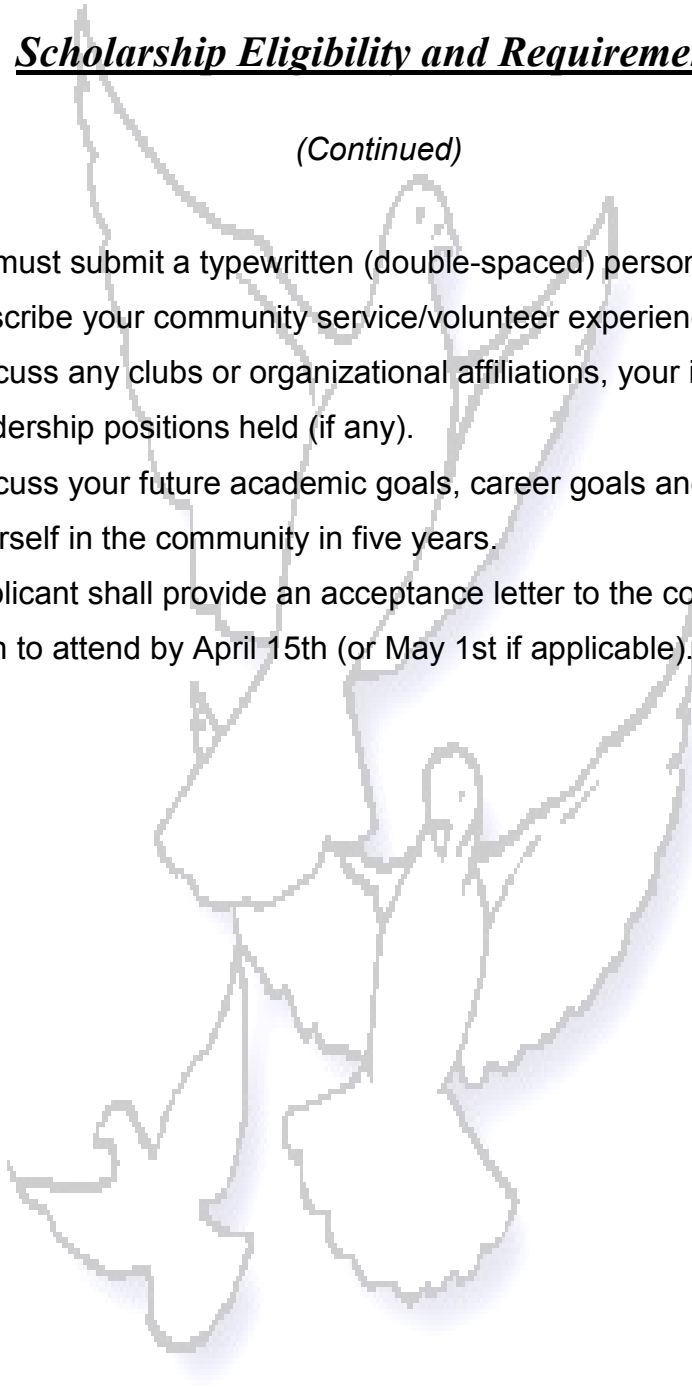 Scholarship Eligibility and Requireme
(Continued)
must submit a typewritten (double-spaced) person
scribe your community service/volunteer experien
cuss any clubs or organizational affiliations, your i
dership positions held (if any).
cuss your future academic goals, career goals an
rself in the community in five years.
plicant shall provide an acceptance letter to the co
n to attend by April 15th (or May 1st if applicable).